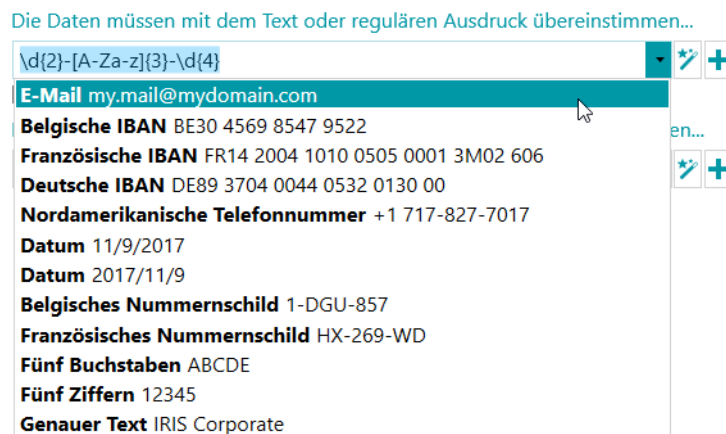 Die Daten müssen mit dem Text oder regulären Ausdruck übereinstimmen...
\d{2}-[A-Za-z]{3}-\d{4}
E-Mail my.mail@mydomain.com
Belgische IBAN BE30 4569 8547 9522
en...
Französische IBAN FR14 2004 1010 0505 0001 3M02 606
Deutsche IBAN DE89 3704 0044 0532 0130 00
Nordamerikanische Telefonnummer +1 717-827-7017
Datum 11/9/2017
Datum 2017/11/9
Belgisches Nummernschild 1-DGU-857
Französisches Nummernschild HX-269-WD
Fünf Buchstaben ABCDE
Fünf Ziffern 12345
Genauer Text IRIS Corporate